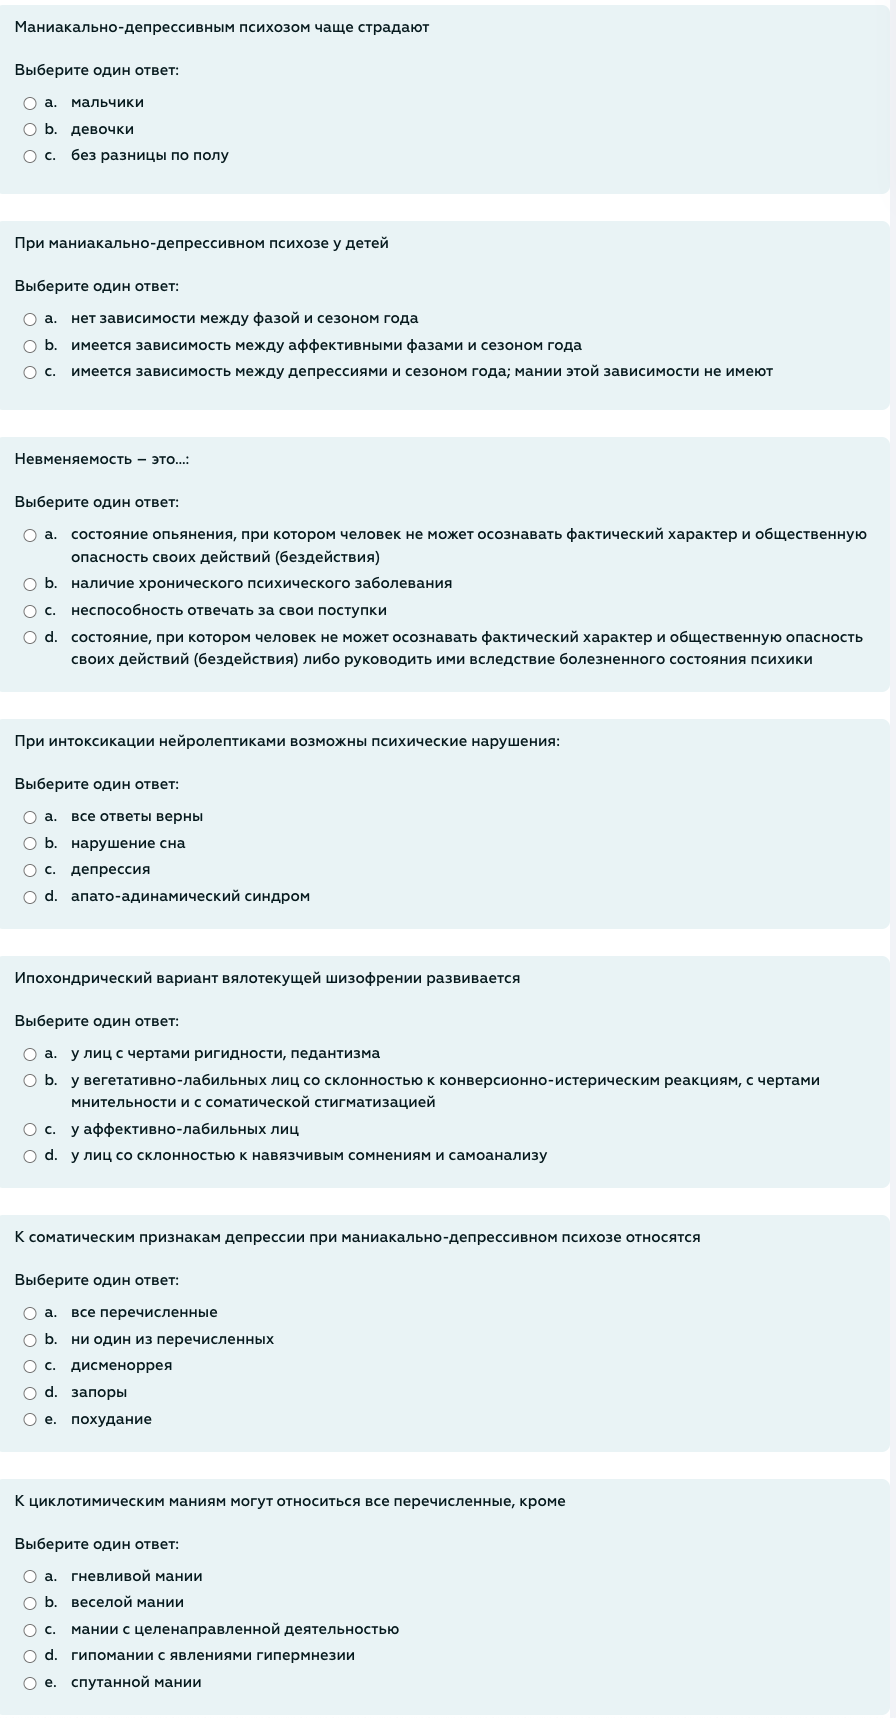 Маниакально-депрессивным психозом чаще страдают
Выберите один ответ:
a. мальчики
b. девочки
c. без разницы по полу
При маниакально-депрессивном психозе у детей
Выберите один ответ:
a. нет зависимости между фазой и сезоном года
b. имеется зависимость между аффективными фазами и сезоном года
c. имеется зависимость между депрессиями и сезоном года; мании этой зависимости не имеют
Невменяемость – это...:
Выберите один ответ:
a. состояние опьянения, при котором человек не может осознавать фактический характер и общественную
опасность своих действий (бездействия)
b. наличие хронического психического заболевания
c. неспособность отвечать за свои поступки
d. состояние, при котором человек не может осознавать фактический характер и общественную опасность
своих действий (бездействия) либо руководить ими вследствие болезненного состояния психики
При интоксикации нейролептиками возможны психические нарушения:
Выберите один ответ:
a. все ответы верны
b. нарушение сна
c. депрессия
d. апато-адинамический синдром
Ипохондрический вариант вялотекущей шизофрении развивается
Выберите один ответ:
a. у лиц с чертами ригидности, педантизма
b. у вегетативно-лабильных лиц со склонностью к конверсионно-истерическим реакциям, с чертами
мнительности и с соматической стигматизацией
c. у аффективно-лабильных лиц
d. у лиц со склонностью к навязчивым сомнениям и самоанализу
К соматическим признакам депрессии при маниакально-депрессивном психозе относятся
Выберите один ответ:
a. все перечисленные
b. ни один из перечисленных
c. дисменоррея
d. запоры
e. похудание
К циклотимическим маниям могут относиться все перечисленные, кроме
Выберите один ответ:
a. гневливой мании
b. веселой мании
c. мании с целенаправленной деятельностью
d. гипомании с явлениями гипермнезии
e. спутанной мании